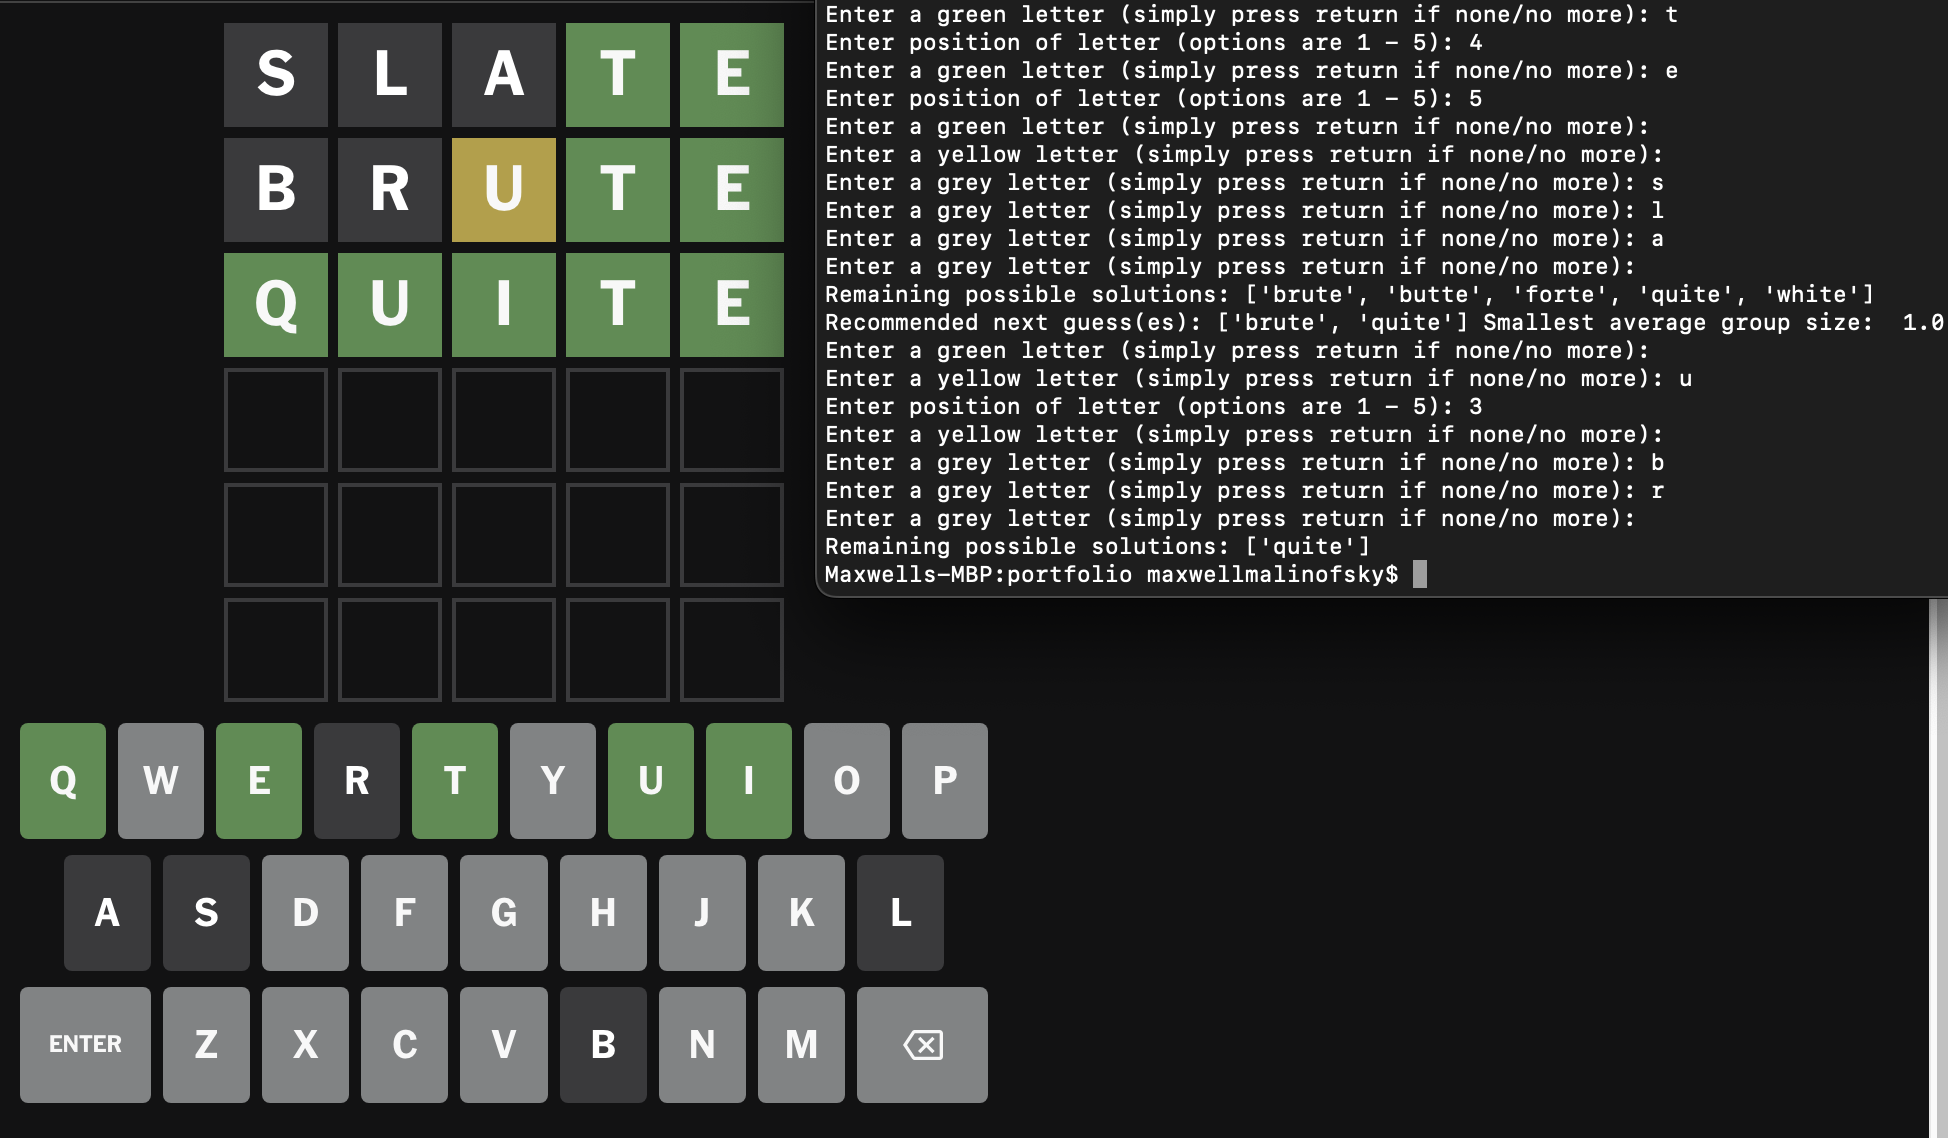 S L A T E
B R U T E
Q U I T E
Q W E R T Y U I O P
A S D F G H J K L
ENTER Z X C V B N M
Enter a green letter (simply press return if none/no more): t
Enter position of letter (options are 1 - 5): 4
Enter a green letter (simply press return if none/no more): e
Enter position of letter (options are 1 - 5): 5
Enter a green letter (simply press return if none/no more):
Enter a yellow letter (simply press return if none/no more):
Enter a grey letter (simply press return if none/no more): s
Enter a grey letter (simply press return if none/no more): l
Enter a grey letter (simply press return if none/no more): a
Enter a grey letter (simply press return if none/no more):
Remaining possible solutions: ['brute', 'butte', 'forte', 'quite', 'white']
Recommended next guess(es): ['brute', 'quite'] Smallest average group size:  1.0
Enter a green letter (simply press return if none/no more):
Enter a yellow letter (simply press return if none/no more): u
Enter position of letter (options are 1 - 5): 3
Enter a yellow letter (simply press return if none/no more):
Enter a grey letter (simply press return if none/no more): b
Enter a grey letter (simply press return if none/no more): r
Enter a grey letter (simply press return if none/no more):
Remaining possible solutions: ['quite']
Maxwells-MBP:portfolio maxwellmalinofsky$